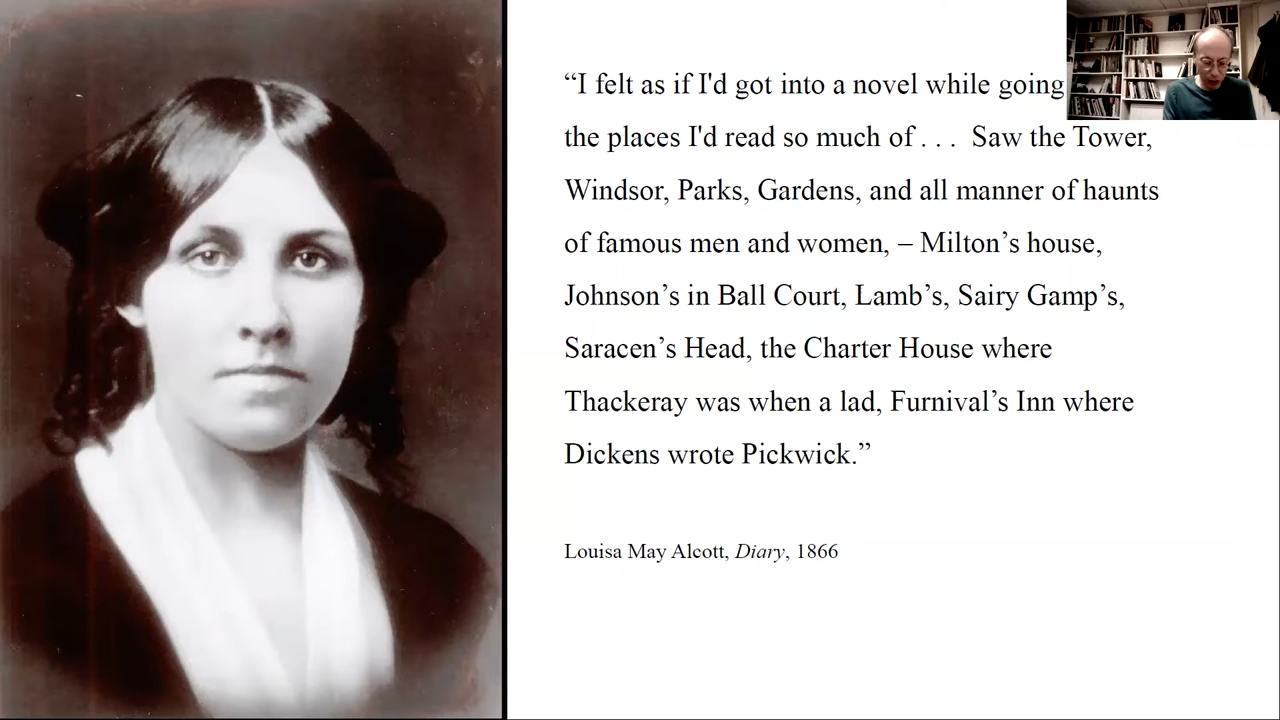 “I felt as if I'd got into a novel while going
the places I'd read so much of . . .  Saw the Tower,
Windsor, Parks, Gardens, and all manner of haunts
of famous men and women, – Milton’s house,
Johnson’s in Ball Court, Lamb’s, Sairy Gamp’s,
Saracen’s Head, the Charter House where
Thackeray was when a lad, Furnival’s Inn where
Dickens wrote Pickwick.”
Louisa May Alcott, Diary, 1866